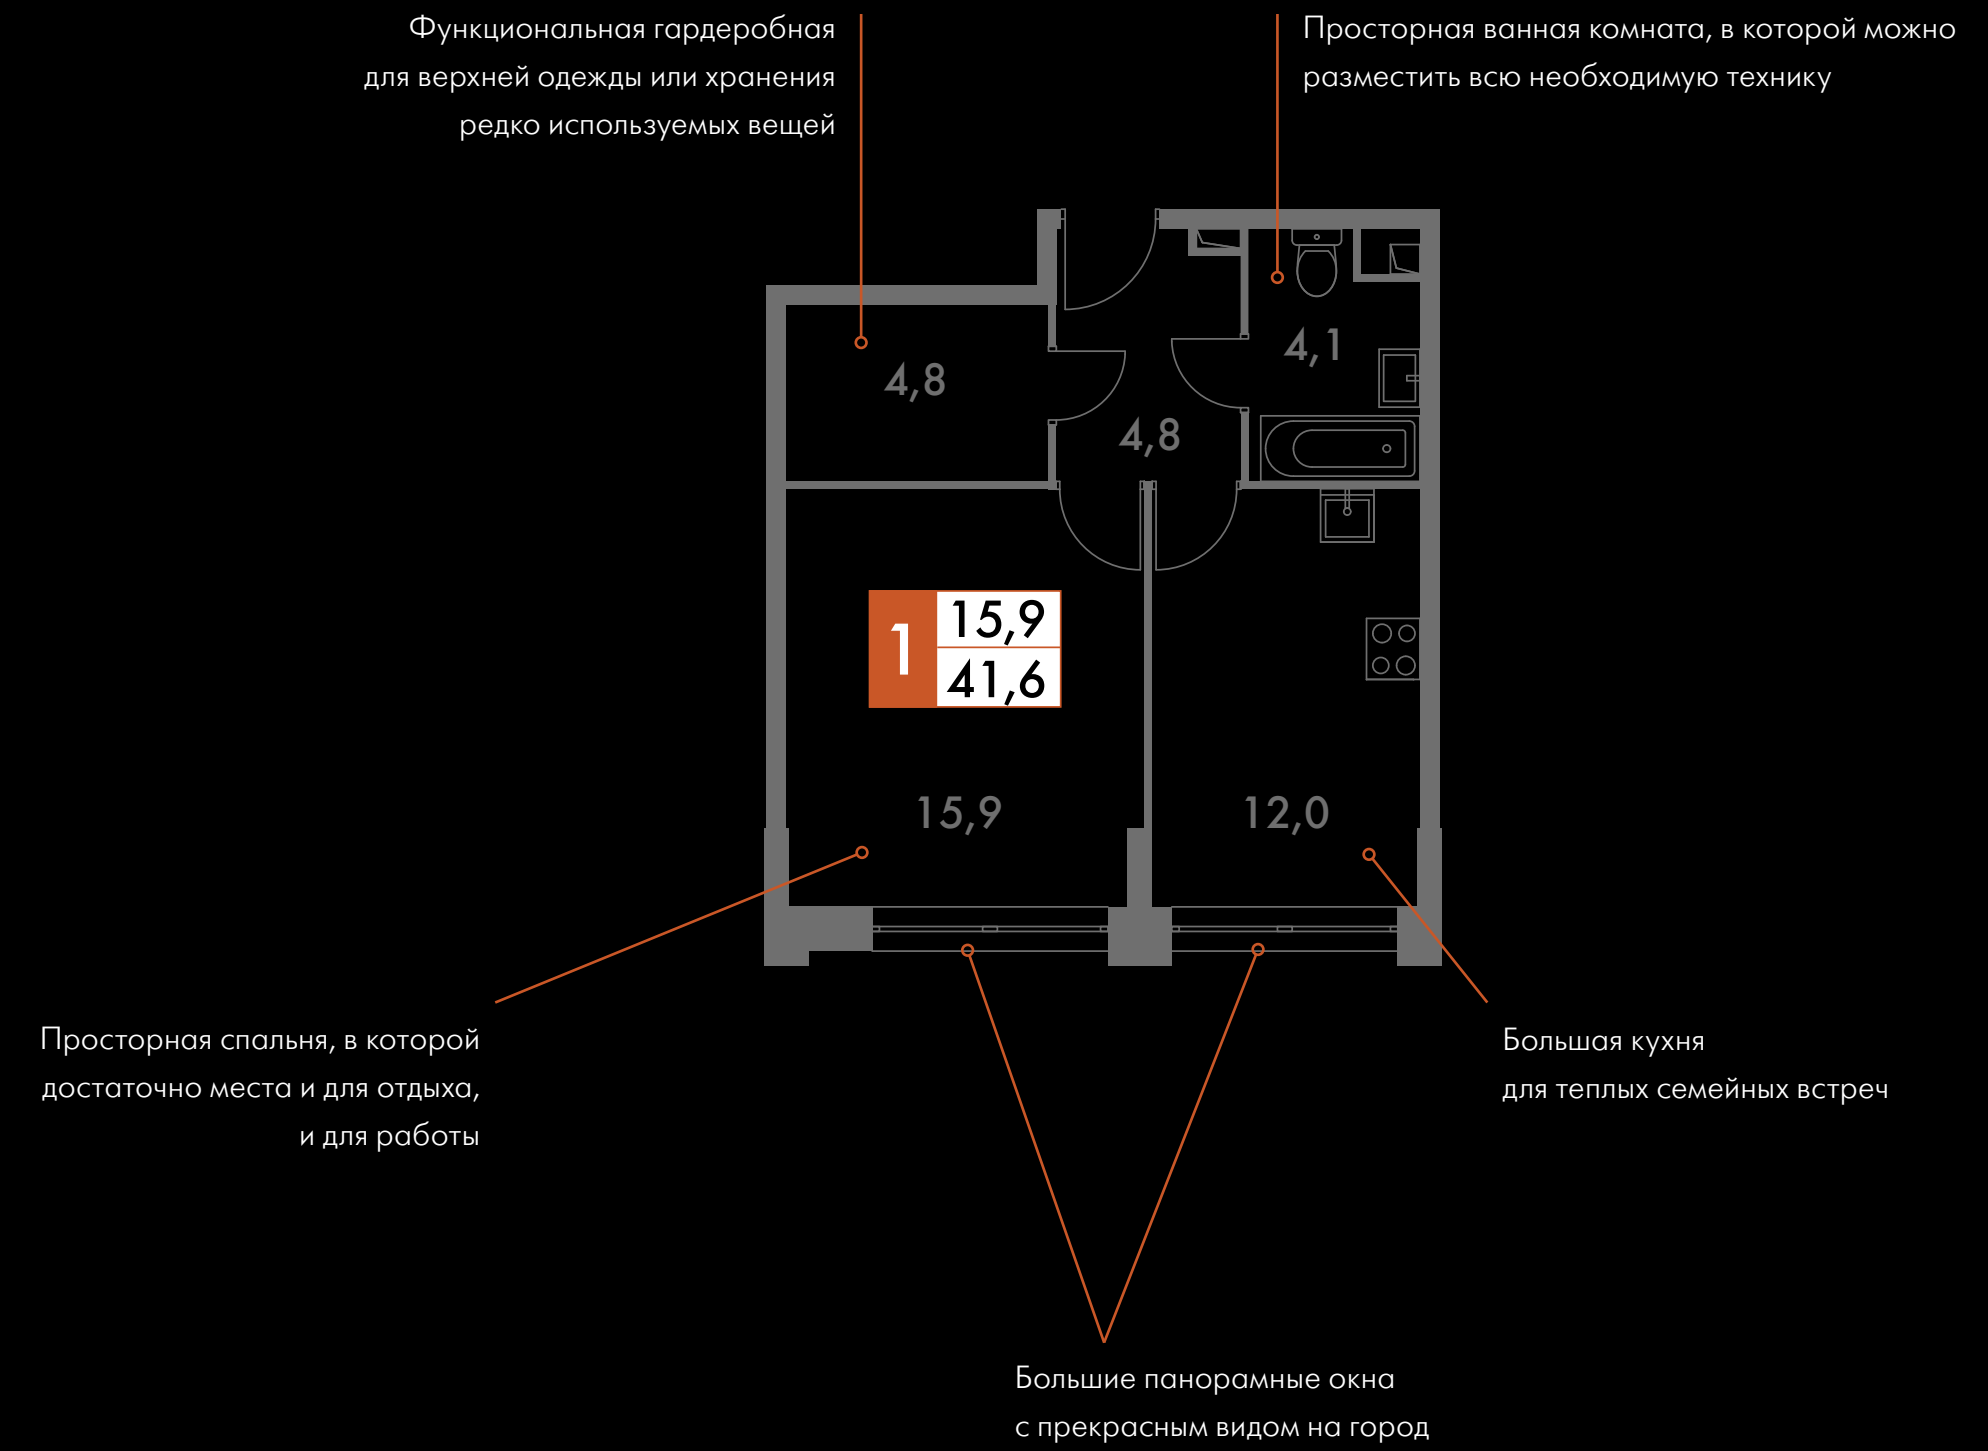 Функциональная гардеробная
для верхней одежды или хранения
редко используемых вещей
Просторная ванная комната, в которой можно
разместить всю необходимую технику
4,1
4,8
4,8
1
15,9
41,6
15,9
12,0
Просторная спальня, в которой
достаточно места и для отдыха,
и для работы
Большая кухня
для теплых семейных встреч
Большие панорамные окна
с прекрасным видом на город